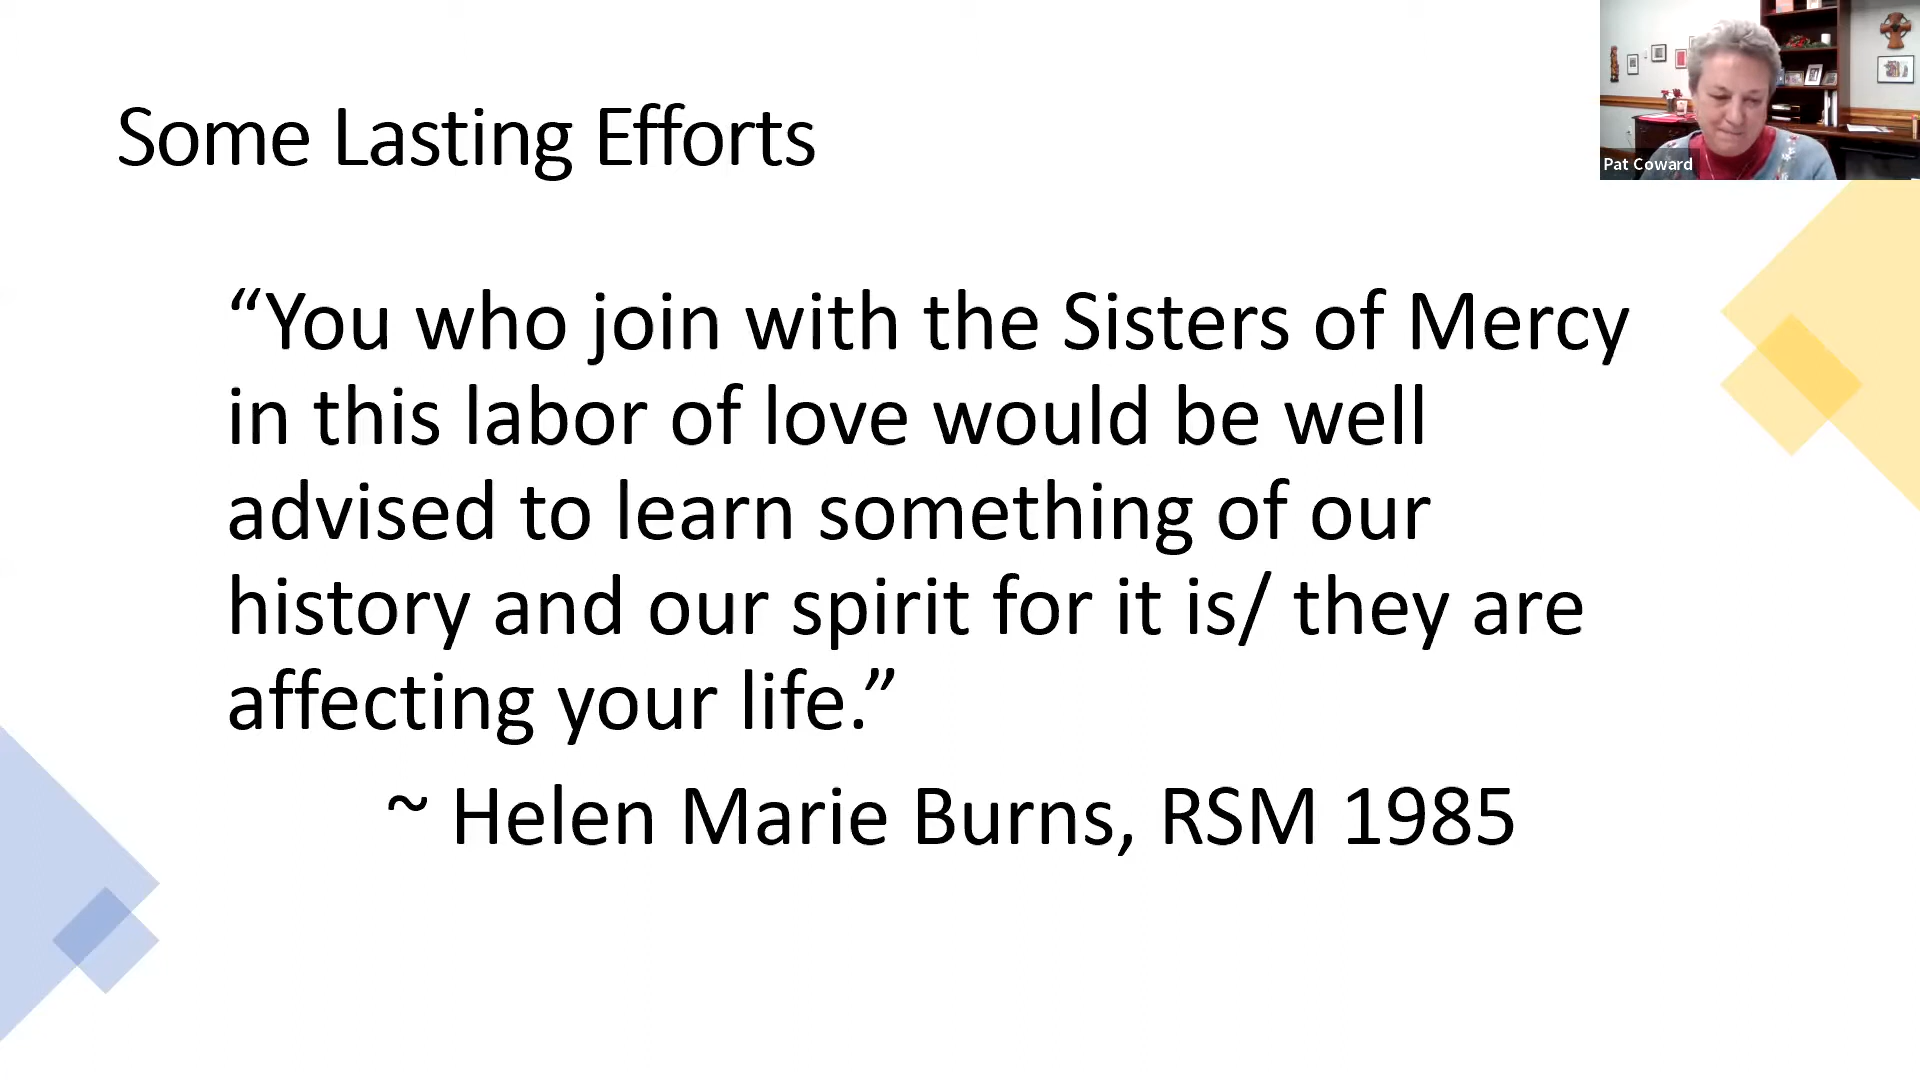 Some Lasting Efforts
Pat Coward
“You who join with the Sisters of Mercy
in this labor of love would be well
advised to learn something of our
history and our spirit for it is/ they are
affecting your life.”
~ Helen Marie Burns, RSM 1985